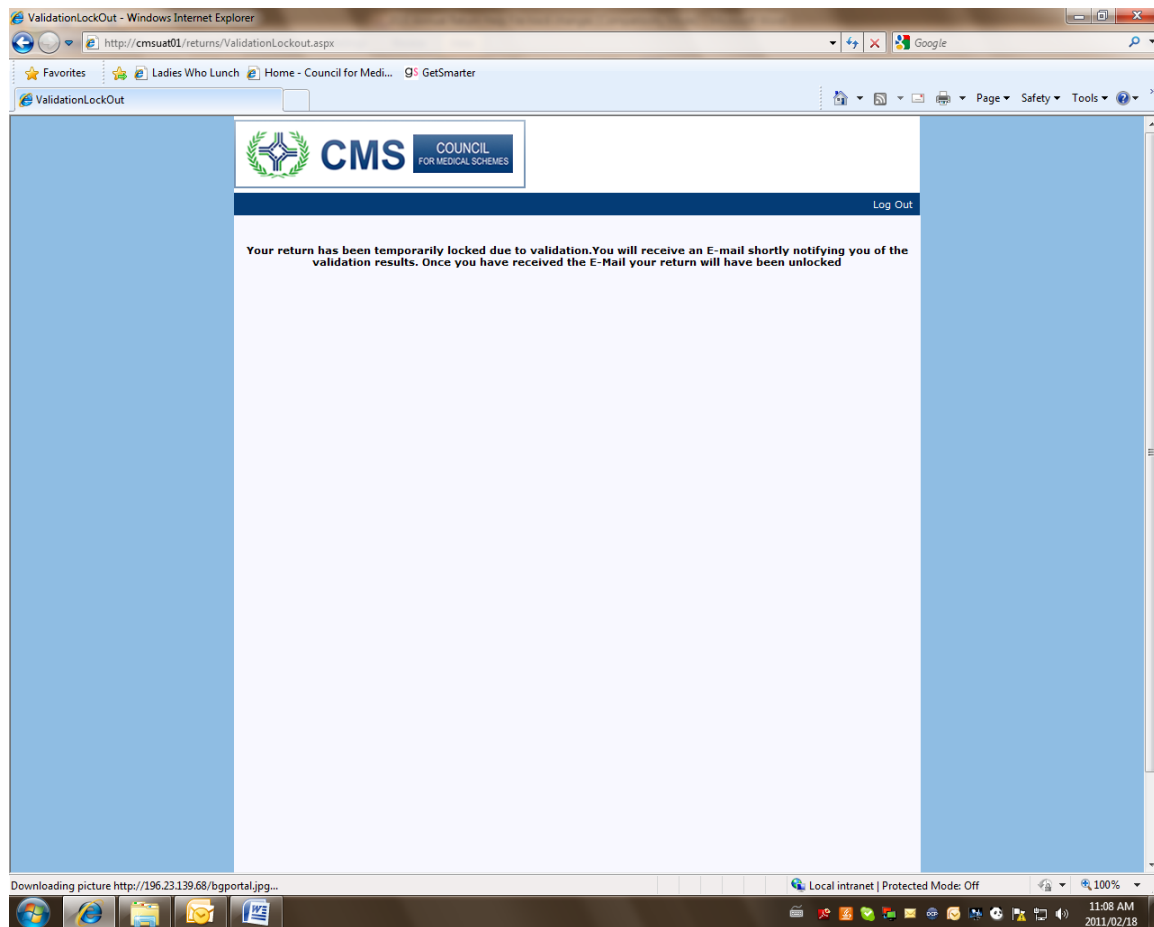 ValidationLockOut - Windows Internet Explorer
http://cmsuat01/returns/ValidationLockout.aspx
Google
Favorites Ladies Who Lunch Home - Council for Medi... gs GetSmarter
ValidationLockOut
Page Safety Tools
CMS COUNCIL
FOR MEDICAL SCHEMES
Log Out
Your return has been temporarily locked due to validation.You will receive an E-mail shortly notifying you of the
validation results. Once you have received the E-Mail your return will have been unlocked
Downloading picture http://196.23.139.68/bgportal.jpg...
Local intranet | Protected Mode: Off
100%
11:08 AM
2011/02/18